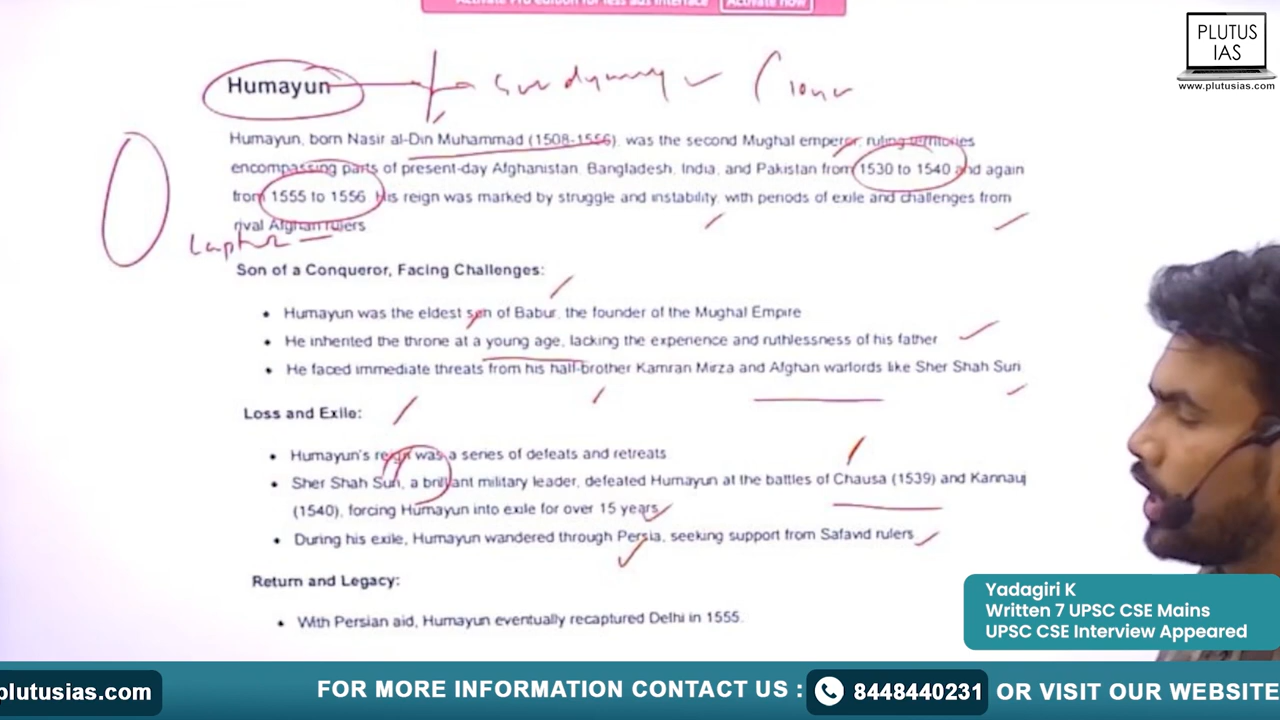 Activate Pro edition for less ads interface Activate now
PLUTUS
IAS
www.plutusias.com
Humayun
Humayun, born Nasir al-Din Muhammad (1508-1556), was the second Mughal emperor, ruling territories
encompassing parts of present-day Afghanistan, Bangladesh, India, and Pakistan from 1530 to 1540 and again
from 1555 to 1556. His reign was marked by struggle and instability, with periods of exile and challenges from
rival Afghan rulers
Son of a Conqueror, Facing Challenges:
• Humayun was the eldest son of Babur, the founder of the Mughal Empire
• He inherited the throne at a young age, lacking the experience and ruthlessness of his father
• He faced immediate threats from his half-brother Kamran Mirza and Afghan warlords like Sher Shah Suri
Loss and Exile:
• Humayun's reign was a series of defeats and retreats
• Sher Shah Suri, a brilliant military leader, defeated Humayun at the battles of Chausa (1539) and Kannauj
(1540), forcing Humayun into exile for over 15 years
• During his exile, Humayun wandered through Persia, seeking support from Safavid rulers
Return and Legacy:
• With Persian aid, Humayun eventually recaptured Delhi in 1555.
Yadagiri K
Written 7 UPSC CSE Mains
UPSC CSE Interview Appeared
plutusias.com
FOR MORE INFORMATION CONTACT US : 8448440231 OR VISIT OUR WEBSITE